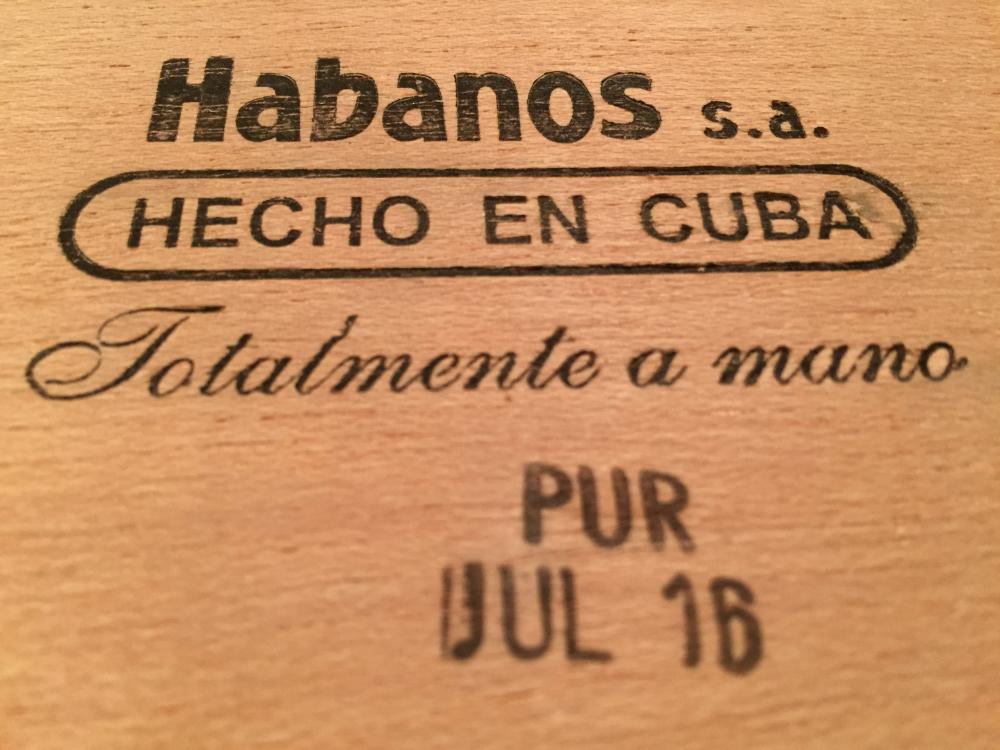 Habanos s.a.
HECHO EN CUBA
Totalmente a mano
PUR
JUL 16